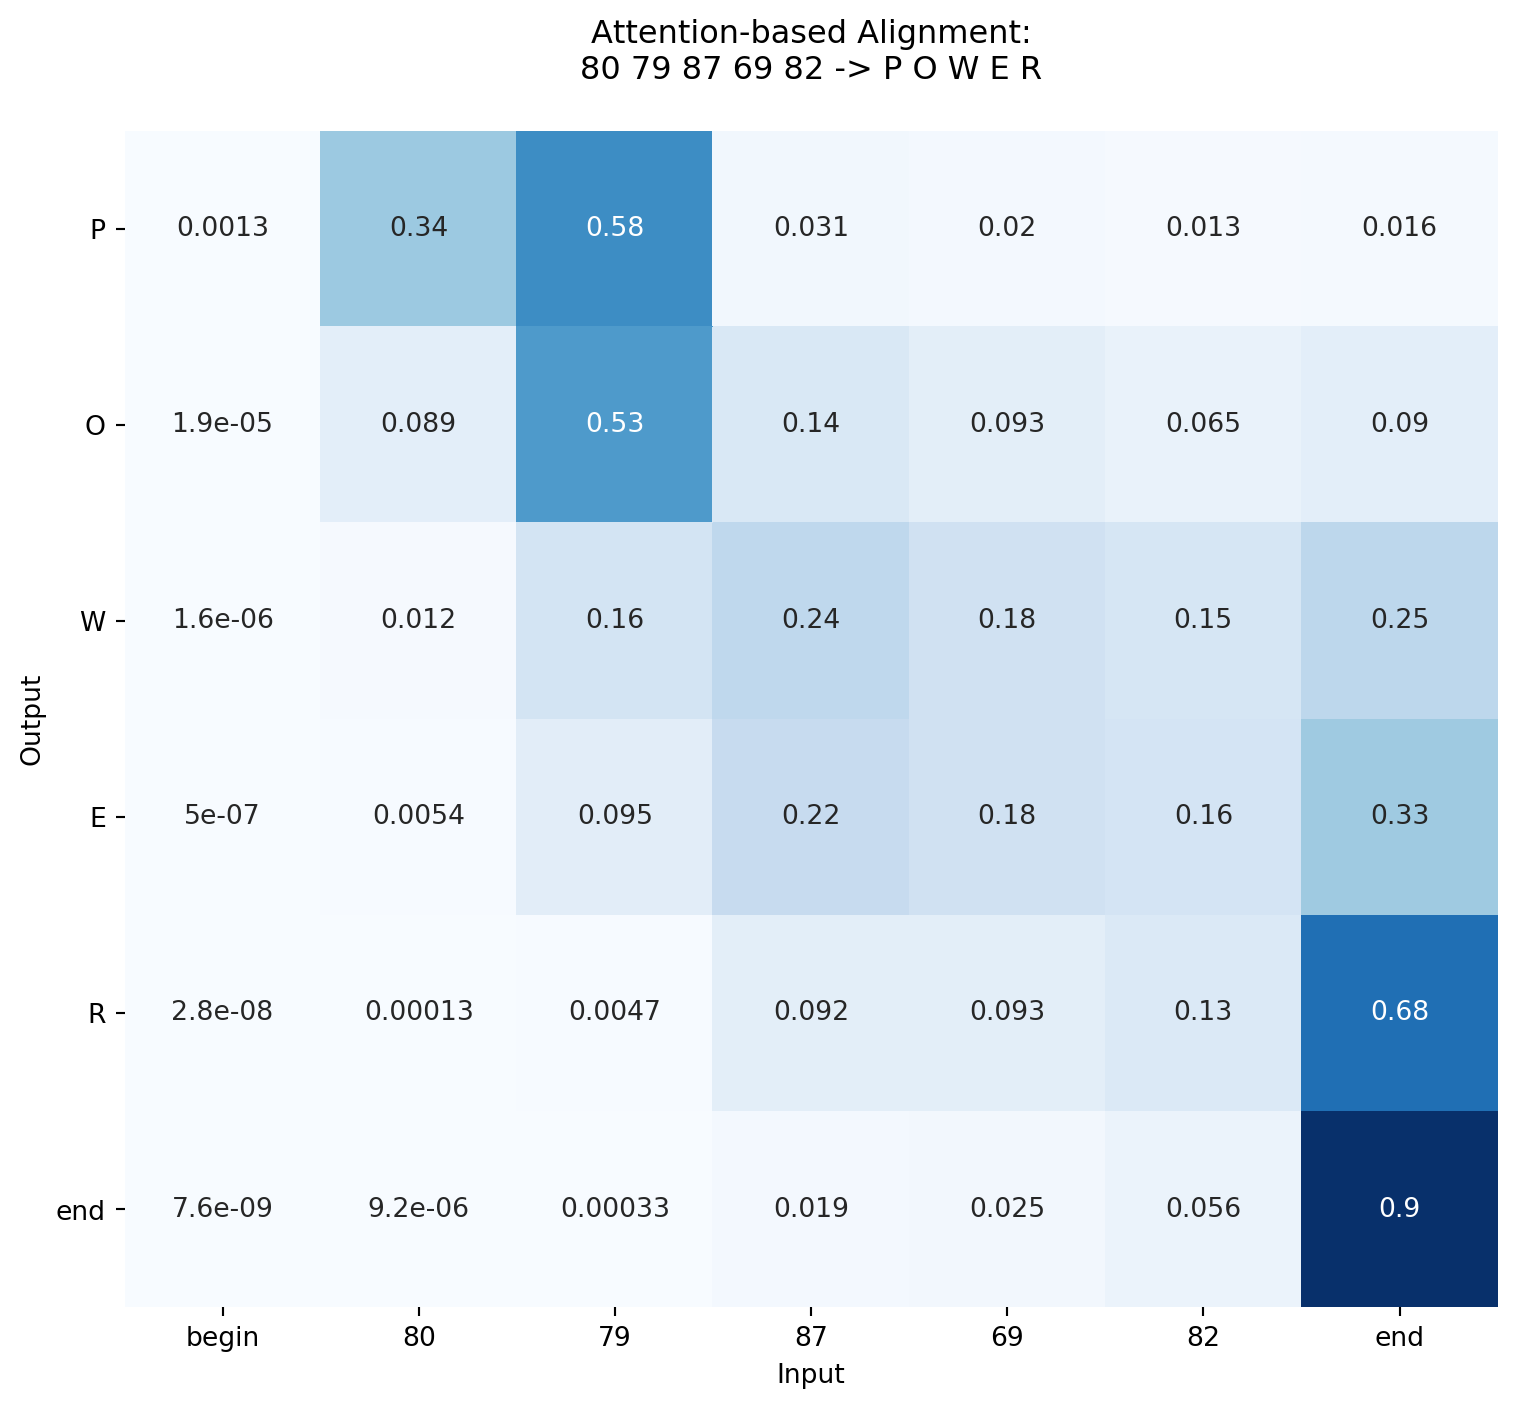 Attention-based Alignment:
80 79 87 69 82 -> P O W E R
P 0.0013 0.34 0.58 0.031 0.02 0.013 0.016
O 1.9e-05 0.089 0.53 0.14 0.093 0.065 0.09
W 1.6e-06 0.012 0.16 0.24 0.18 0.15 0.25
Output
E 5e-07 0.0054 0.095 0.22 0.18 0.16 0.33
R 2.8e-08 0.00013 0.0047 0.092 0.093 0.13 0.68
end 7.6e-09 9.2e-06 0.00033 0.019 0.025 0.056 0.9
begin 80 79 87 69 82 end
Input